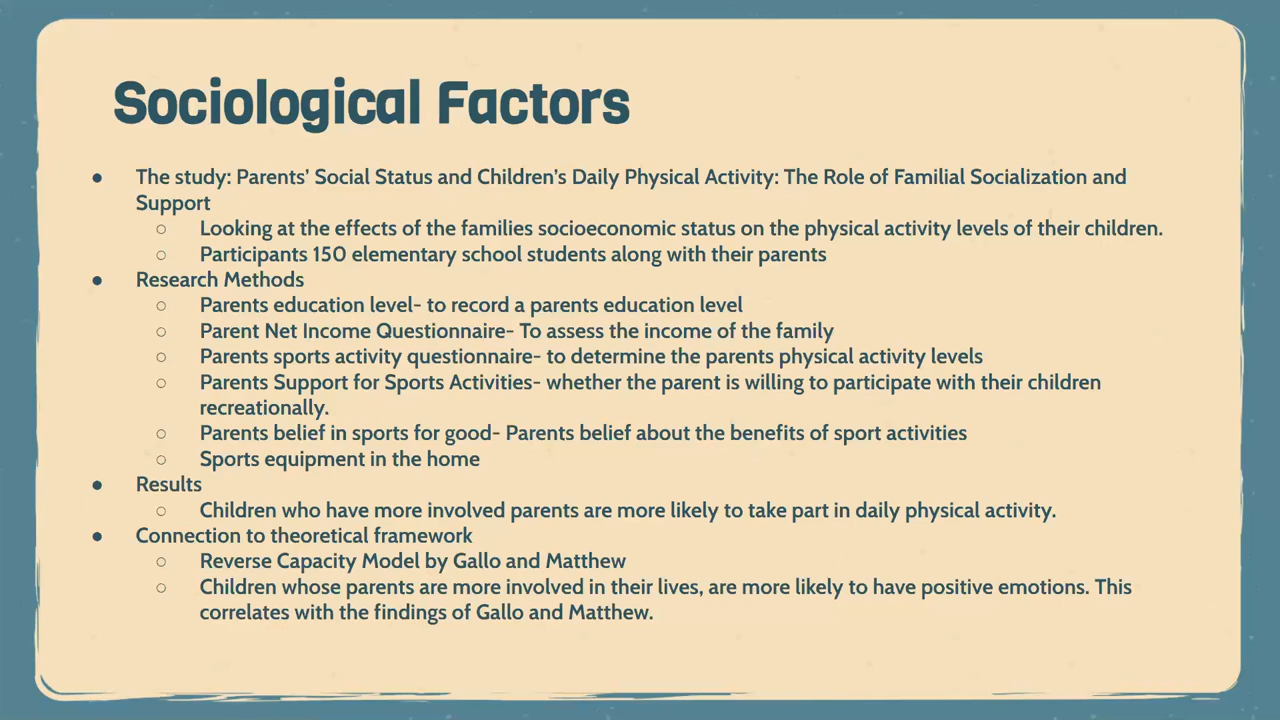 Sociological Factors
● The study: Parents’ Social Status and Children’s Daily Physical Activity: The Role of Familial Socialization and
Support
○ Looking at the effects of the families socioeconomic status on the physical activity levels of their children.
○ Participants 150 elementary school students along with their parents
● Research Methods
○ Parents education level- to record a parents education level
○ Parent Net Income Questionnaire- To assess the income of the family
○ Parents sports activity questionnaire- to determine the parents physical activity levels
○ Parents Support for Sports Activities- whether the parent is willing to participate with their children
recreationally.
○ Parents belief in sports for good- Parents belief about the benefits of sport activities
○ Sports equipment in the home
● Results
○ Children who have more involved parents are more likely to take part in daily physical activity.
● Connection to theoretical framework
○ Reverse Capacity Model by Gallo and Matthew
○ Children whose parents are more involved in their lives, are more likely to have positive emotions. This
correlates with the findings of Gallo and Matthew.